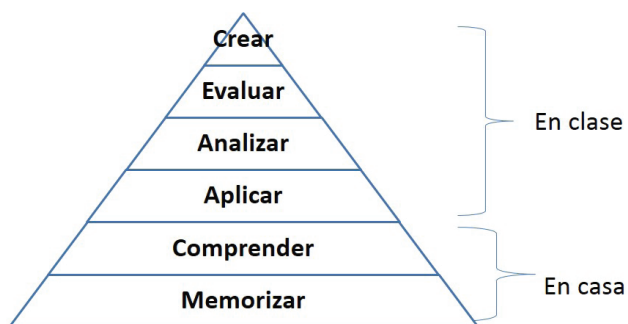 Crear
Evaluar
En clase
Analizar
Aplicar
Comprender
En casa
Memorizar